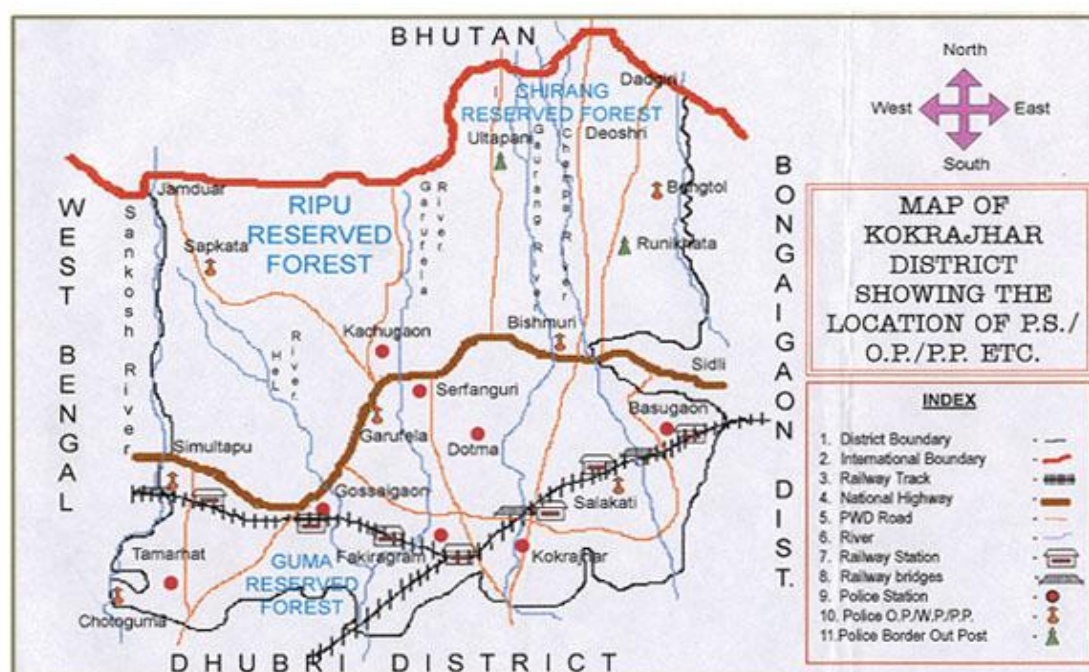 BHUTAN
North
West East
South
Dadgiri
CHIRANG
RESERVED FOREST
Ultapani
Deoshri
Gaurang River
Champa River
Jamduar
Garufela River
Bengtol
WEST BENGAL
Sankosh River
RIPU
RESERVED
FOREST
Sapkata
Runikhata
BONGAIGAON DIST.
MAP OF
KOKRAJHAR
DISTRICT
SHOWING THE
LOCATION OF P.S./
O.P./P.P. ETC.
Kachugaon
Bishmuri
Hel River
Sidli
Serfanguri
Basugaon
Garufela
Dotma
Simultapu
Gossaigaon
Salakati
Tamarhat
Fakiragram
Kokrajhar
GUMA
RESERVED
FOREST
Chotoguma
DHUBRI DISTRICT
INDEX
1. District Boundary -
2. International Boundary -
3. Railway Track -
4. National Highway -
5. PWD Road -
6. River -
7. Railway Station -
8. Railway bridges -
9. Police Station -
10. Police O.P./W.P./P.P. -
11. Police Border Out Post -